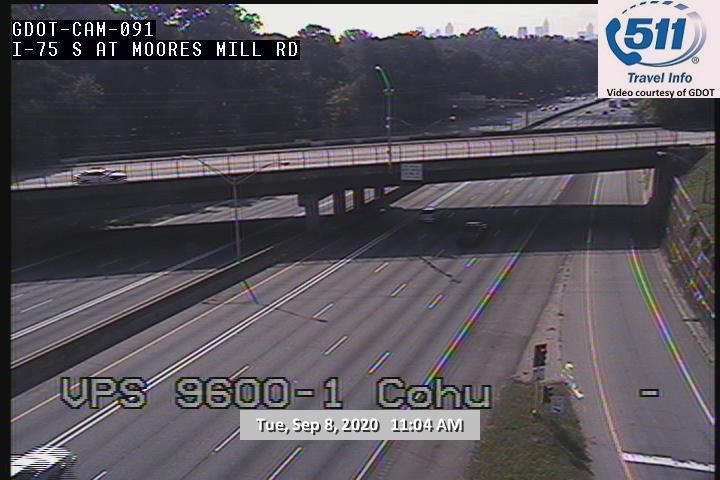 GDOT-CAM-091
I-75 S AT MOORES MILL RD
511
®
Travel Info
Video courtesy of GDOT
VPS 9600-1 Cohu -
Tue, Sep 8, 2020 11:04 AM